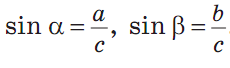 sin α = a/c, sin β = b/c